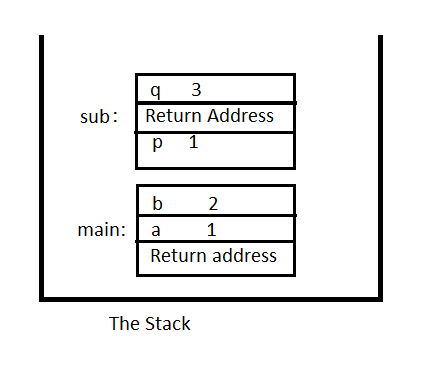 q 3
sub: Return Address
p 1
b 2
main: a 1
Return address
The Stack